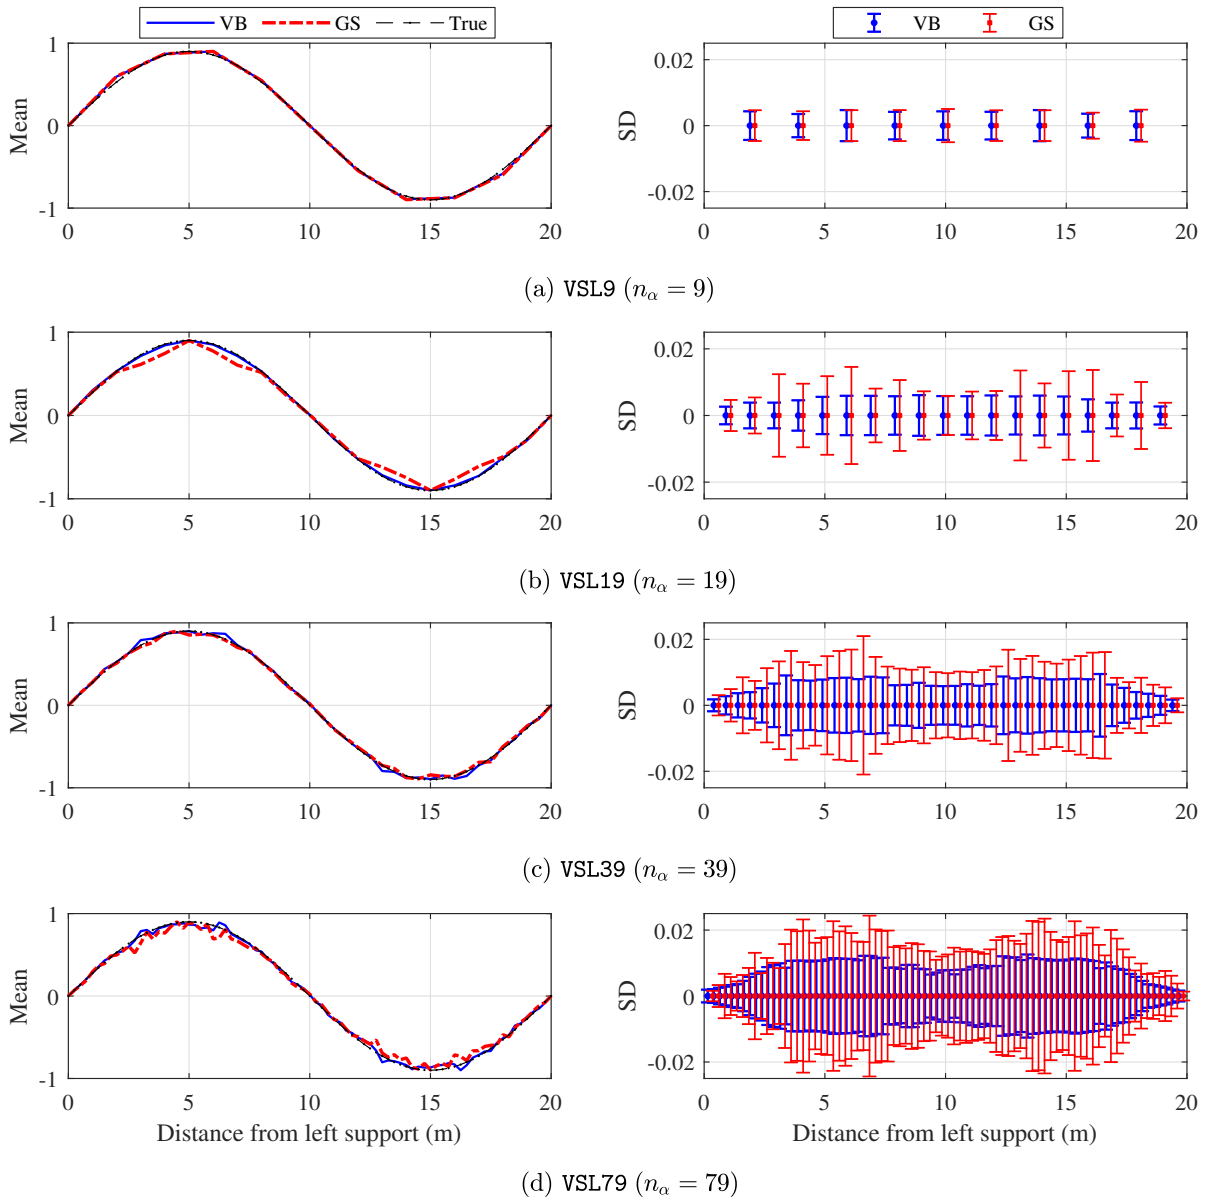 VB GS True
VB GS
1
0
-1
Mean
0 5 10 15 20
0.02
0
-0.02
SD
0 5 10 15 20
(a) VSL9 (nα = 9)
1
0
-1
Mean
0 5 10 15 20
0.02
0
-0.02
SD
0 5 10 15 20
(b) VSL19 (nα = 19)
1
0
-1
Mean
0 5 10 15 20
0.02
0
-0.02
SD
0 5 10 15 20
(c) VSL39 (nα = 39)
1
0
-1
Mean
0 5 10 15 20
Distance from left support (m)
0.02
0
-0.02
SD
0 5 10 15 20
Distance from left support (m)
(d) VSL79 (nα = 79)